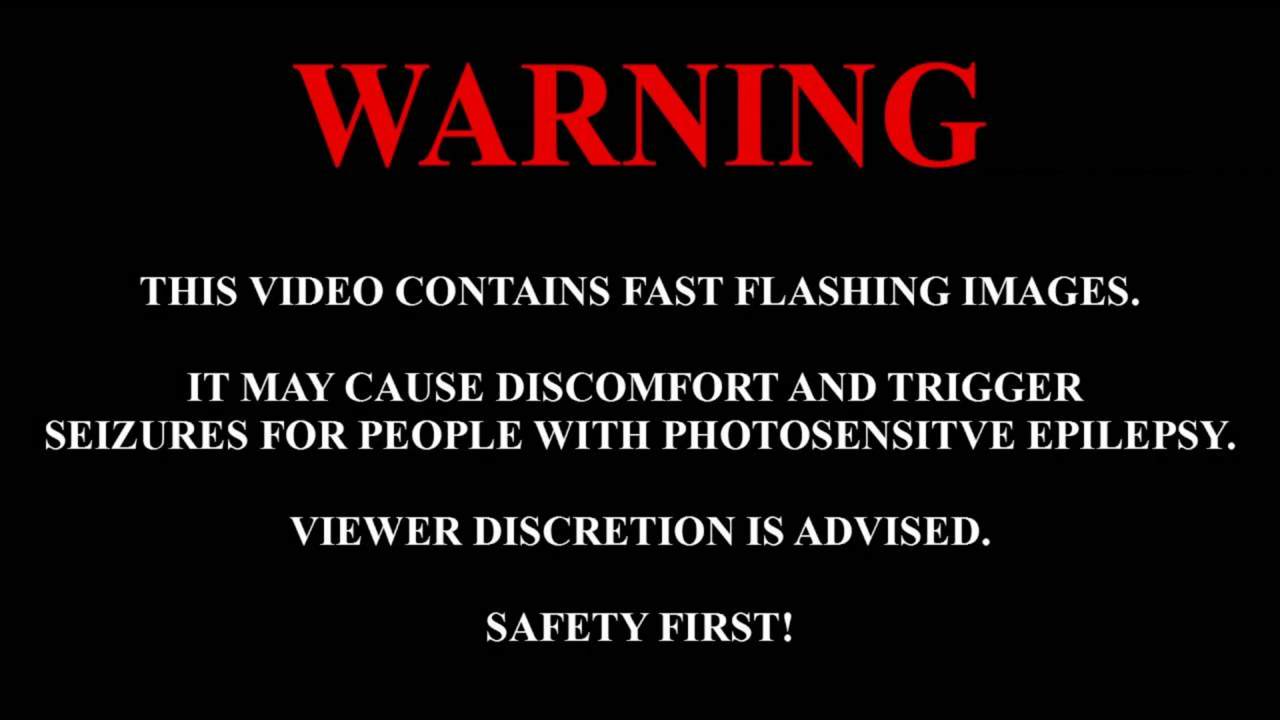 WARNING
THIS VIDEO CONTAINS FAST FLASHING IMAGES.
IT MAY CAUSE DISCOMFORT AND TRIGGER
SEIZURES FOR PEOPLE WITH PHOTOSENSITVE EPILEPSY.
VIEWER DISCRETION IS ADVISED.
SAFETY FIRST!